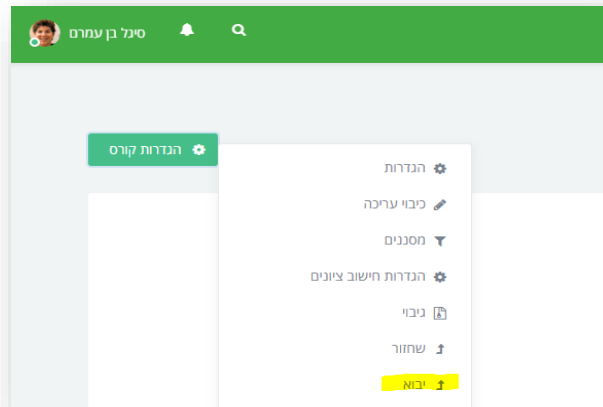 סיגל בן עמרם
הגדרות קורס
הגדרות
כיבוי עריכה
מסננים
הגדרות חישוב ציונים
גיבוי
שחזור
יבוא